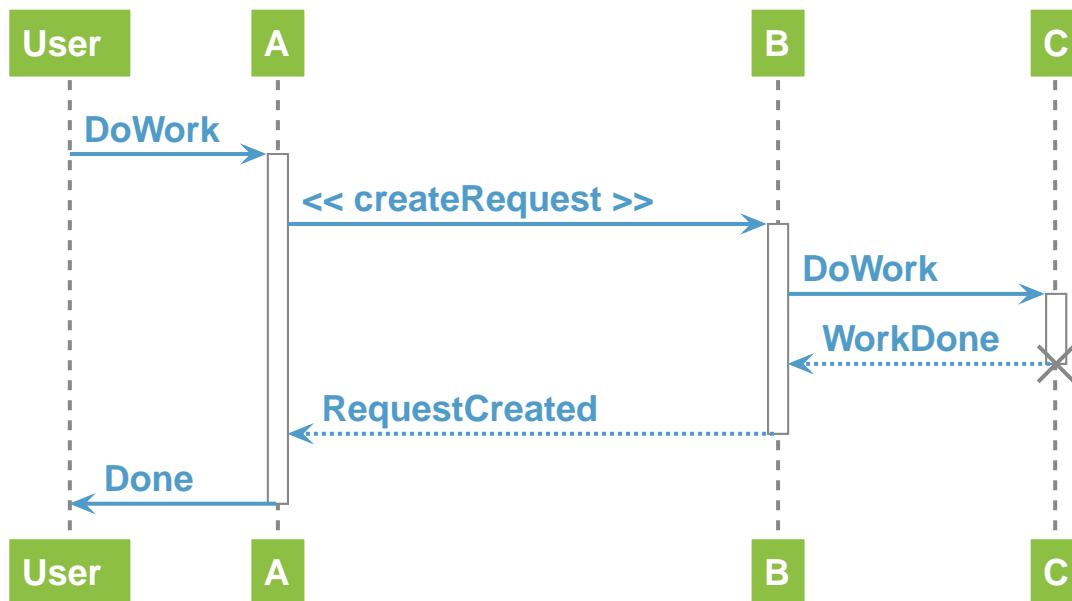 User A B C
DoWork
<< createRequest >>
DoWork
WorkDone
RequestCreated
Done
User A B C